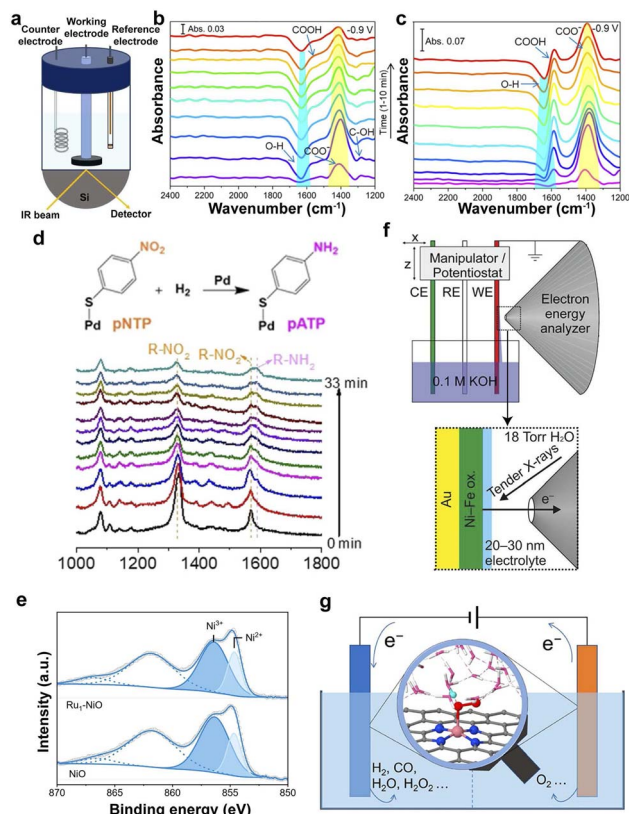 a
Counter electrode
Working electrode
Reference electrode
Si
IR beam
Detector
b
Abs. 0.03
COOH
-0.9 V
O-H
COO⁻
C-OH
Time (1-10 min)
Absorbance
2400 2200 2000 1800 1600 1400 1200
Wavenumber (cm⁻¹)
c
Abs. 0.07
COOH
COO⁻
-0.9 V
O-H
Absorbance
2400 2200 2000 1800 1600 1400 1200
Wavenumber (cm⁻¹)
d
NO₂
S
Pd
pNTP
+ H₂
Pd
NH₂
S
Pd
pATP
R-NO₂
R-NO₂
R-NH₂
33 min
0 min
1000 1200 1400 1600 1800
e
Ni³⁺
Ni²⁺
Ru₁-NiO
NiO
Intensity (a.u.)
870 865 860 855 850
Binding energy (eV)
f
x
z
Manipulator /
Potentiostat
CE RE WE
0.1 M KOH
Electron
energy
analyzer
18 Torr H₂O
Tender X-rays
Au
Ni–Fe ox.
e⁻
20–30 nm
electrolyte
g
e⁻
e⁻
H₂, CO,
H₂O, H₂O₂ ...
O₂ ...